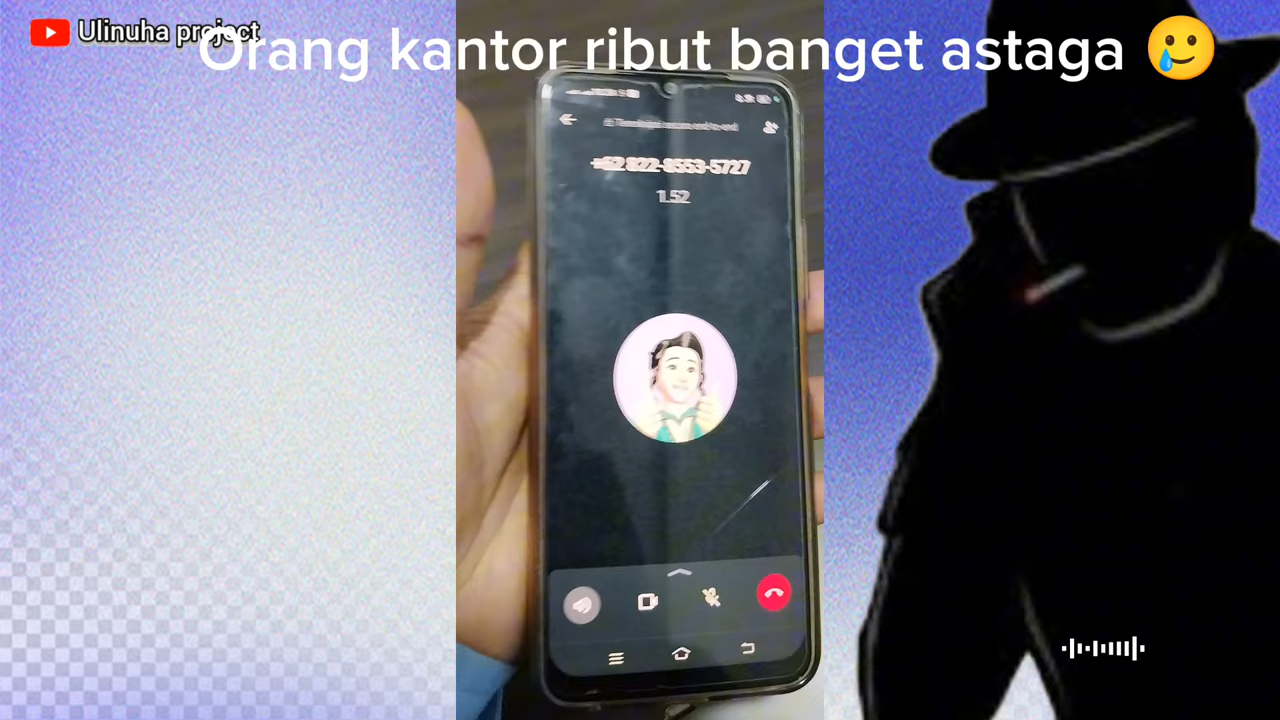 Ulinuha project
Orang kantor ribut banget astaga 🥲
+62 822-8553-5727
1.52